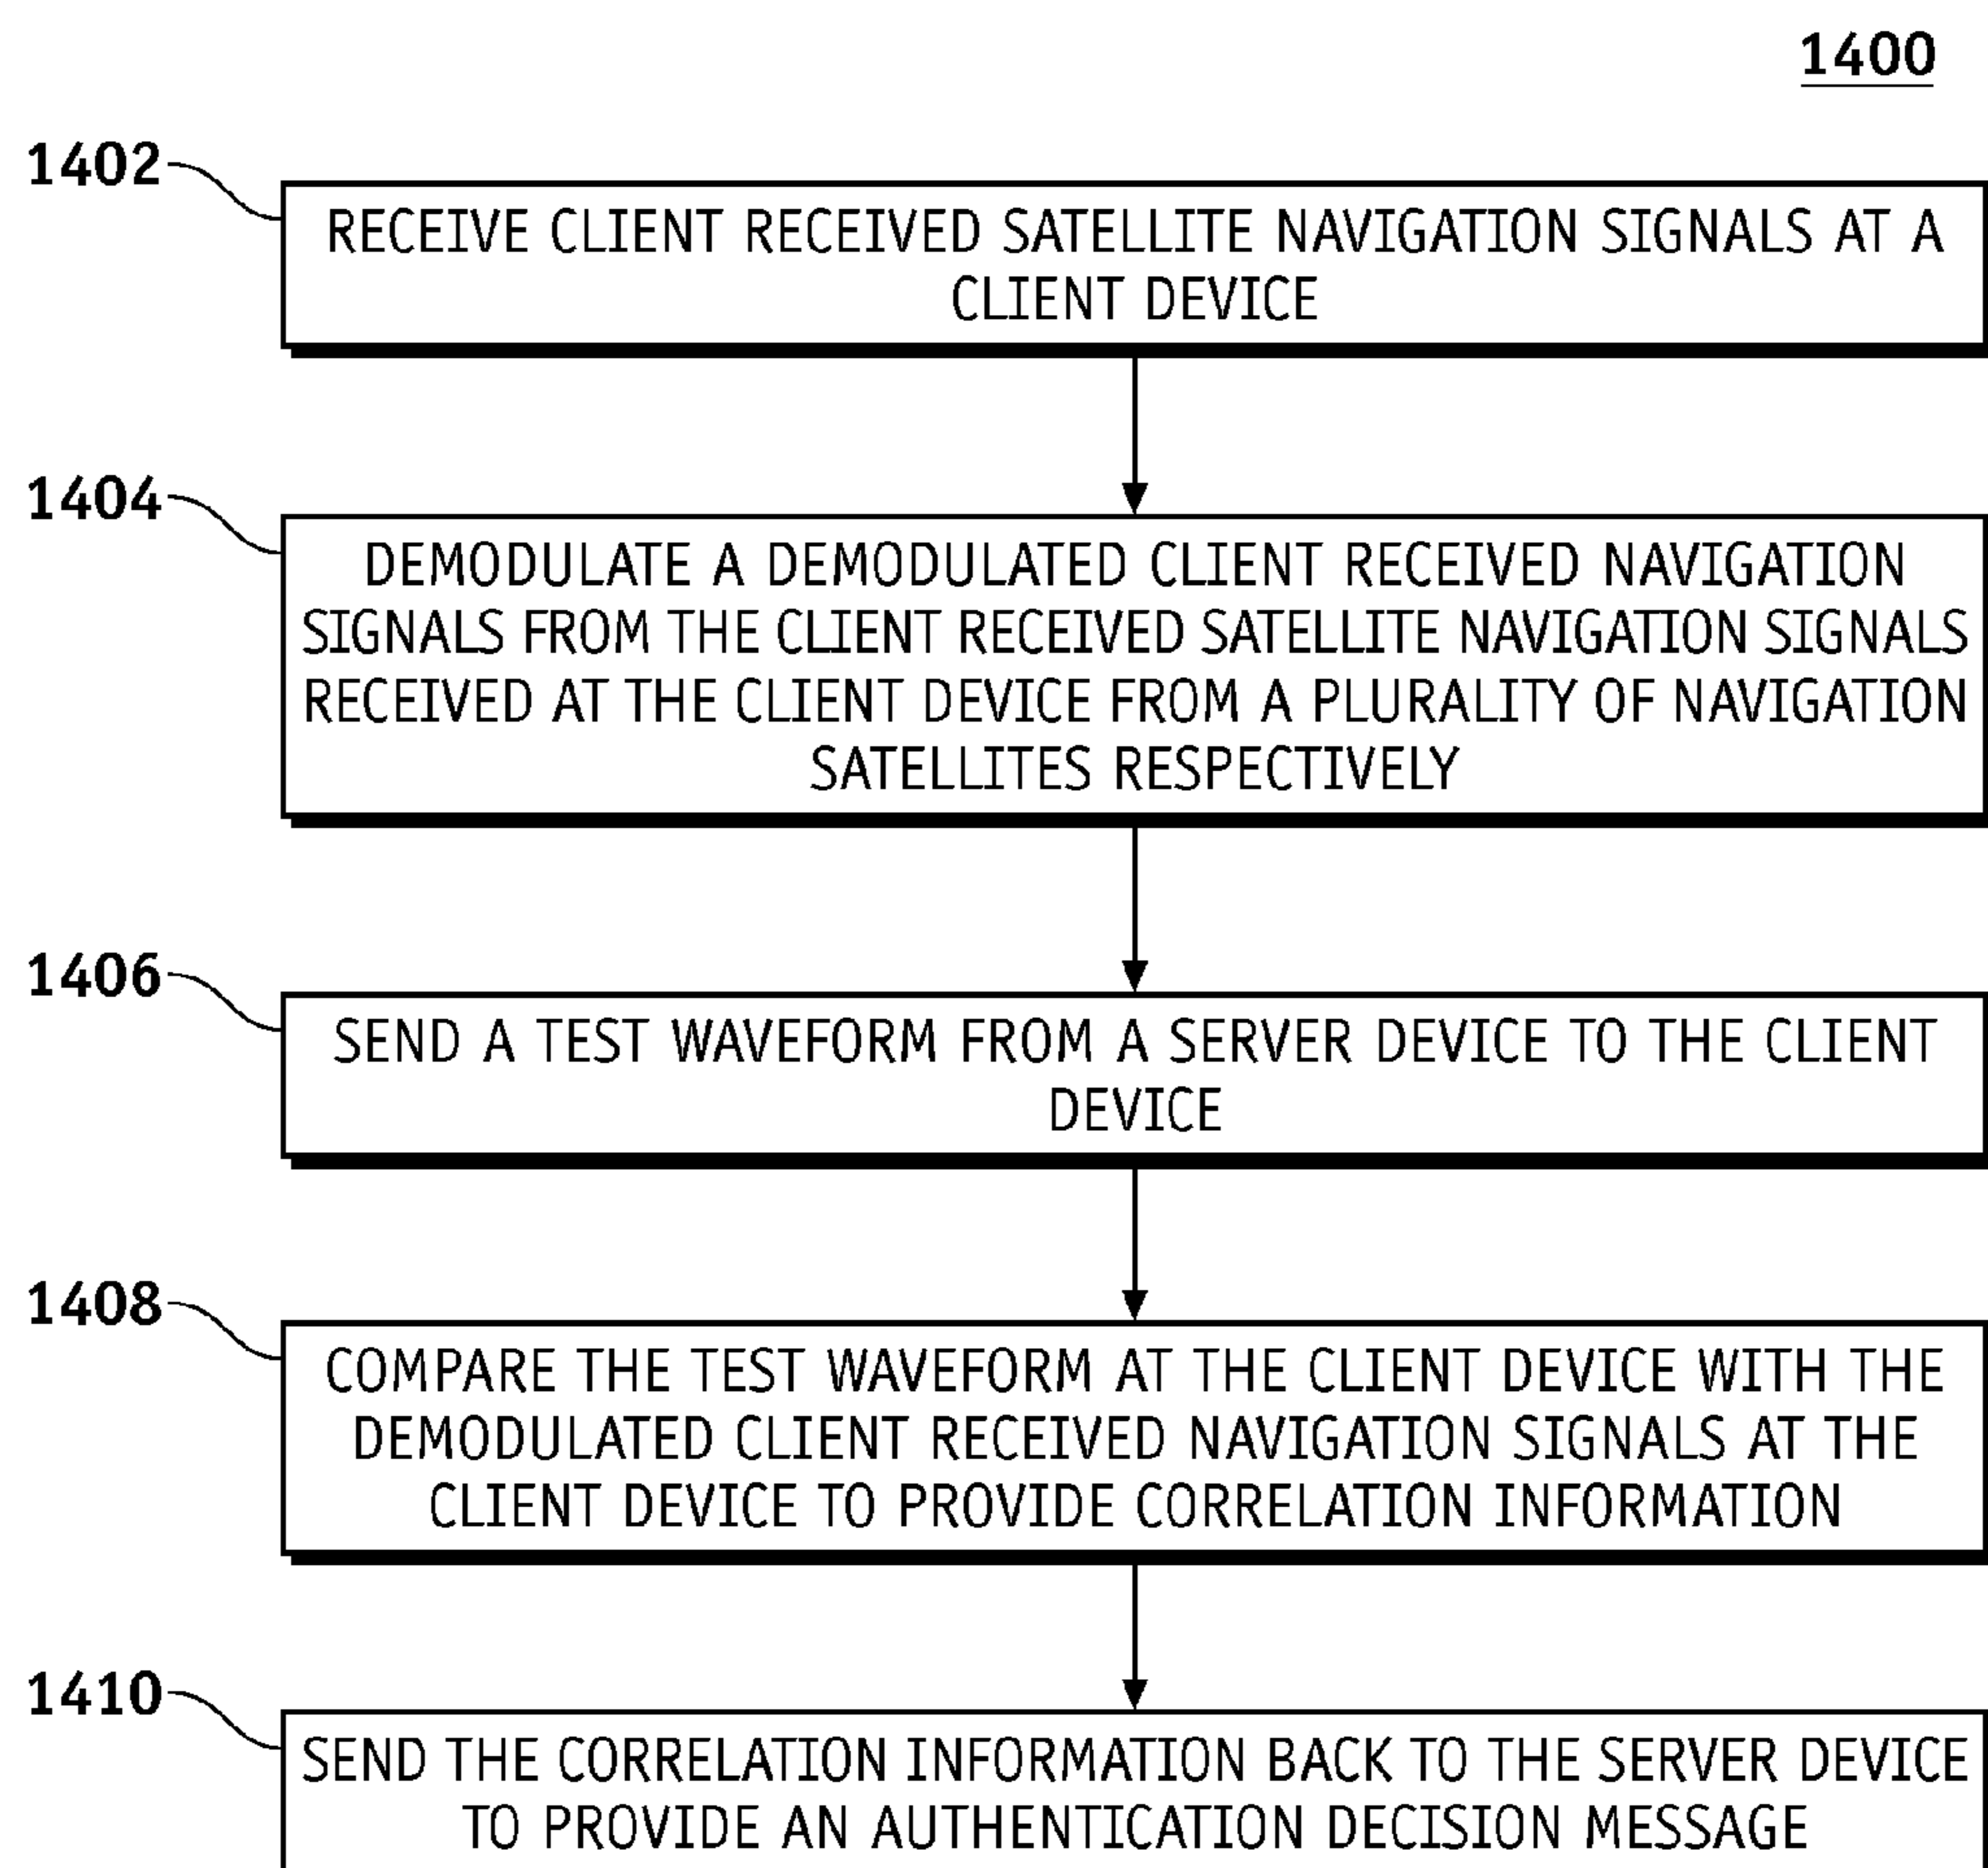 1400
1402
RECEIVE CLIENT RECEIVED SATELLITE NAVIGATION SIGNALS AT A
CLIENT DEVICE
1404
DEMODULATE A DEMODULATED CLIENT RECEIVED NAVIGATION
SIGNALS FROM THE CLIENT RECEIVED SATELLITE NAVIGATION SIGNALS
RECEIVED AT THE CLIENT DEVICE FROM A PLURALITY OF NAVIGATION
SATELLITES RESPECTIVELY
1406
SEND A TEST WAVEFORM FROM A SERVER DEVICE TO THE CLIENT
DEVICE
1408
COMPARE THE TEST WAVEFORM AT THE CLIENT DEVICE WITH THE
DEMODULATED CLIENT RECEIVED NAVIGATION SIGNALS AT THE
CLIENT DEVICE TO PROVIDE CORRELATION INFORMATION
1410
SEND THE CORRELATION INFORMATION BACK TO THE SERVER DEVICE
TO PROVIDE AN AUTHENTICATION DECISION MESSAGE